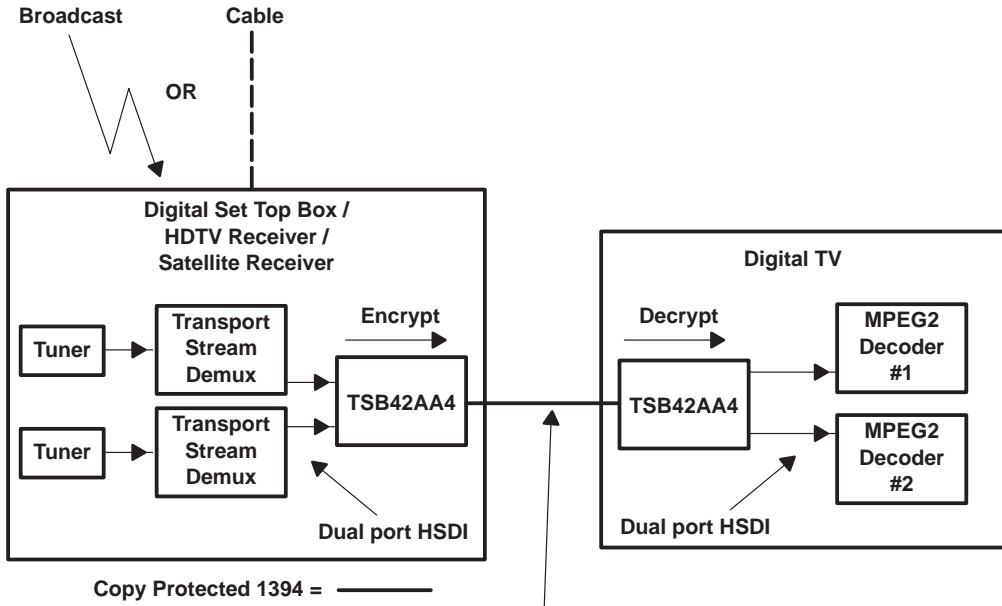 Broadcast
Cable
OR
Digital Set Top Box /
HDTV Receiver /
Satellite Receiver
Digital TV
Tuner
Transport
Stream
Demux
Encrypt
TSB42AA4
Tuner
Transport
Stream
Demux
Dual port HSDI
Decrypt
TSB42AA4
MPEG2
Decoder
#1
MPEG2
Decoder
#2
Dual port HSDI
Copy Protected 1394 =